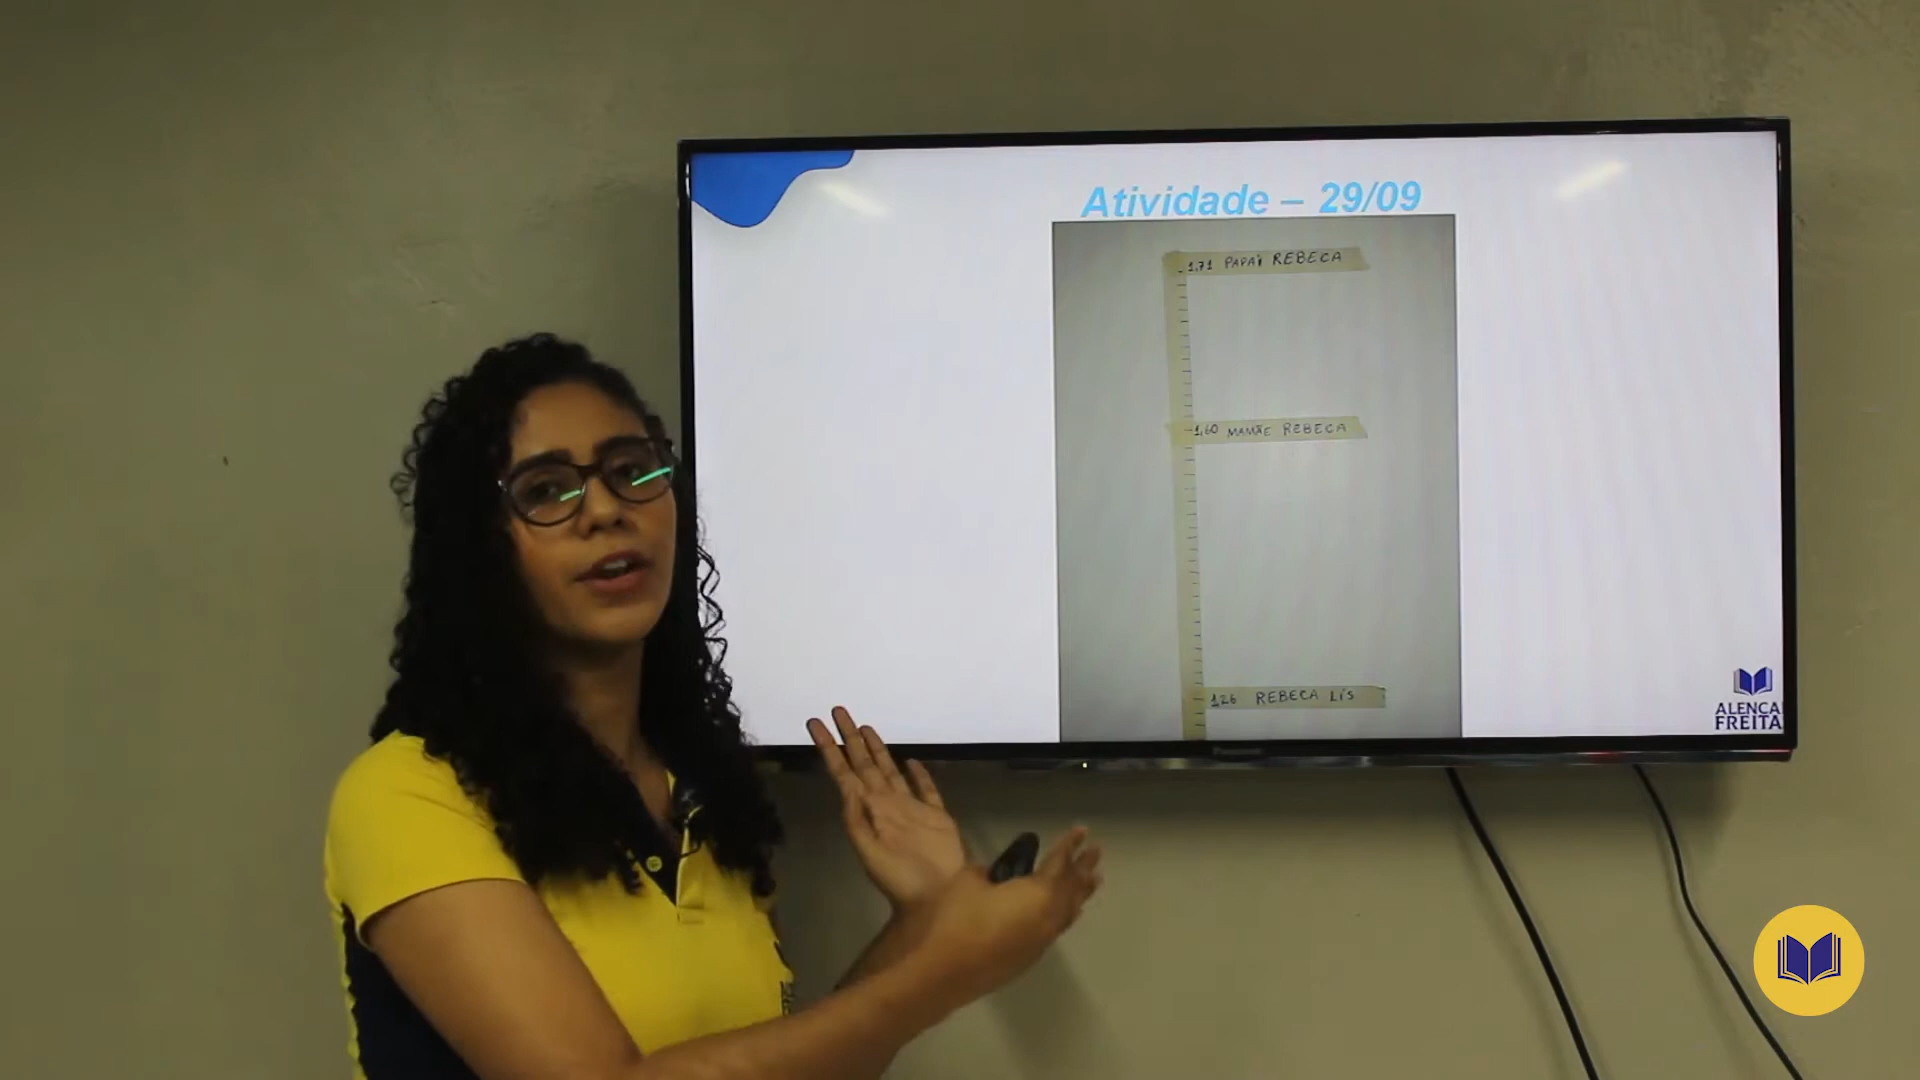 Atividade – 29/09
1,71 PAPAI REBECA
1,60 MAMÃE REBECA
1,26 REBECA LIS
ALENCA
FREITA